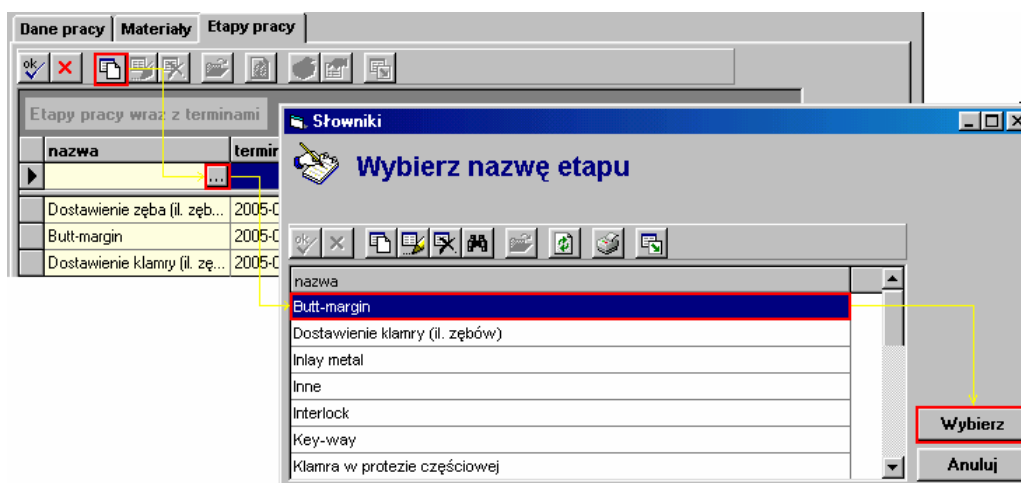 Dane pracy Materiały Etapy pracy
ok
Etapy pracy wraz z terminami
nazwa
...
Dostawienie zęba (il. zęb... 2005-0
Butt-margin 2005-0
Dostawienie klamry (il. zę... 2005-0
Słowniki
Wybierz nazwę etapu
ok
nazwa
Butt-margin
Dostawienie klamry (il. zębów)
Inlay metal
Inne
Interlock
Key-way
Klamra w protezie częściowej
Wybierz
Anuluj